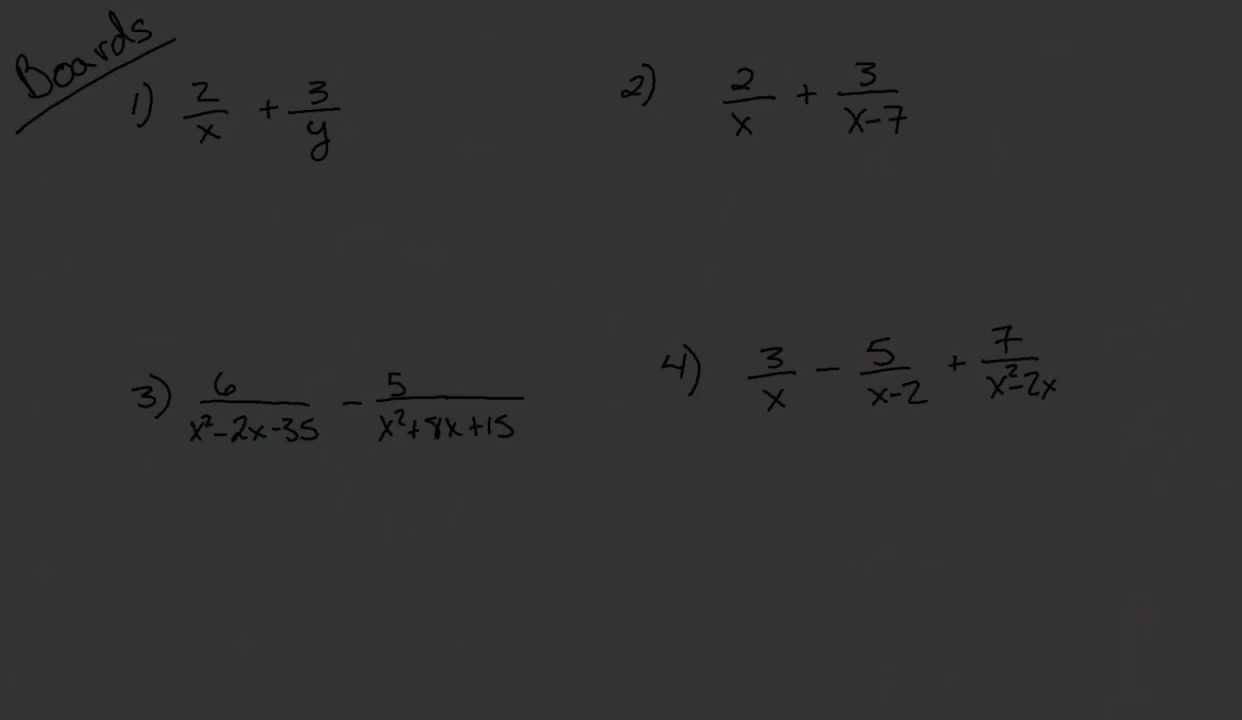 Boards
1) 2/x + 3/y
2) 2/x + 3/(x-7)
3) 6/(x²-2x-35) - 5/(x²+8x+15)
4) 3/x - 5/(x-2) + 7/(x²-2x)